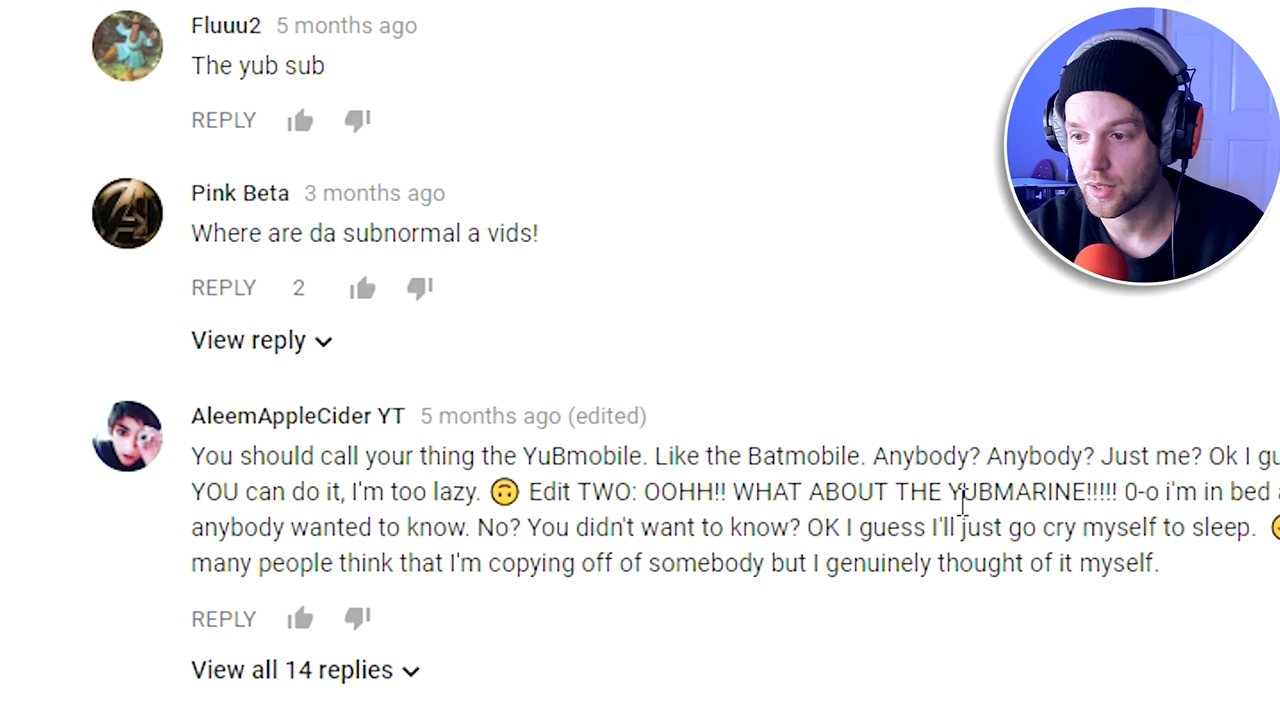 Fluuu2 5 months ago
The yub sub
REPLY
Pink Beta 3 months ago
Where are da subnormal a vids!
REPLY 2
View reply
AleemAppleCider YT 5 months ago (edited)
You should call your thing the YuBmobile. Like the Batmobile. Anybody? Anybody? Just me? Ok I
YOU can do it, I'm too lazy. 🙃 Edit TWO: OOHH!! WHAT ABOUT THE YUBMARINE!!!!! 0-o i'm in bed
anybody wanted to know. No? You didn't want to know? OK I guess I'll just go cry myself to sleep.
many people think that I'm copying off of somebody but I genuinely thought of it myself.
REPLY
View all 14 replies